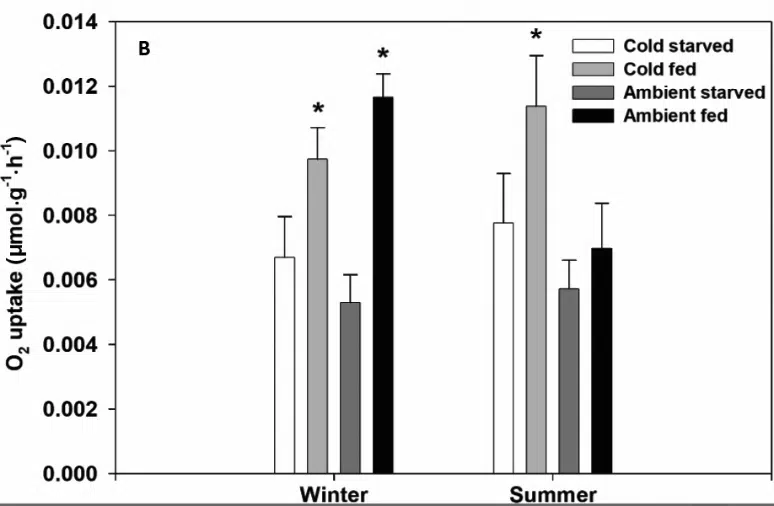 0.014
B
Cold starved
Cold fed
Ambient starved
Ambient fed
0.012
0.010
0.008
0.006
0.004
0.002
0.000
O₂ uptake (µmol·g⁻¹·h⁻¹)
*
*
*
Winter
Summer